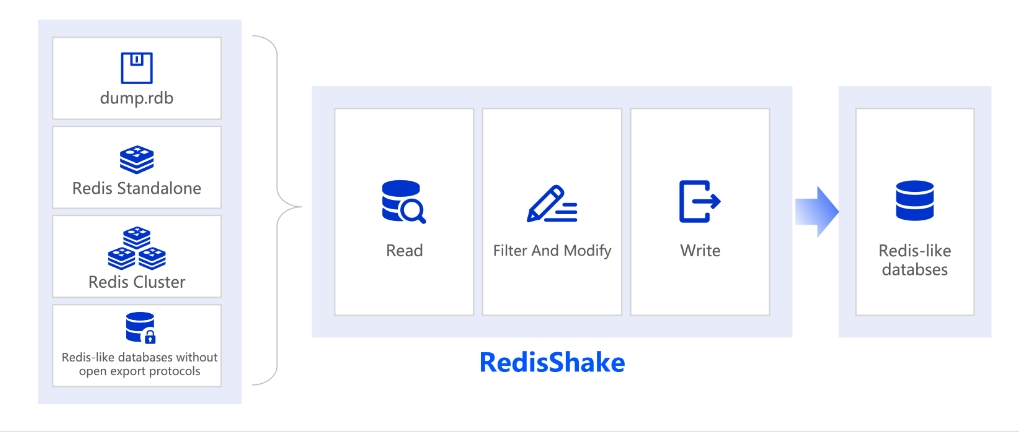 dump.rdb
Redis Standalone
Redis Cluster
Redis-like databases without
open export protocols
Read
Filter And Modify
Write
RedisShake
Redis-like
databses